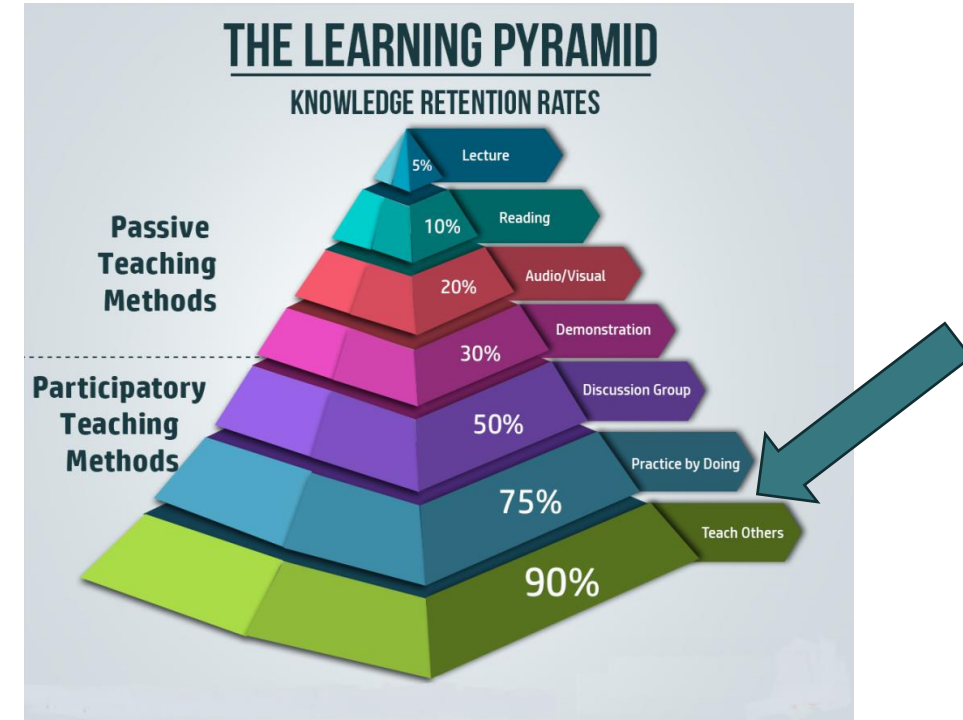 THE LEARNING PYRAMID
KNOWLEDGE RETENTION RATES
5%
Lecture
10%
Reading
Passive
Teaching
Methods
20%
Audio/Visual
30%
Demonstration
Participatory
Teaching
Methods
50%
Discussion Group
75%
Practice by Doing
90%
Teach Others